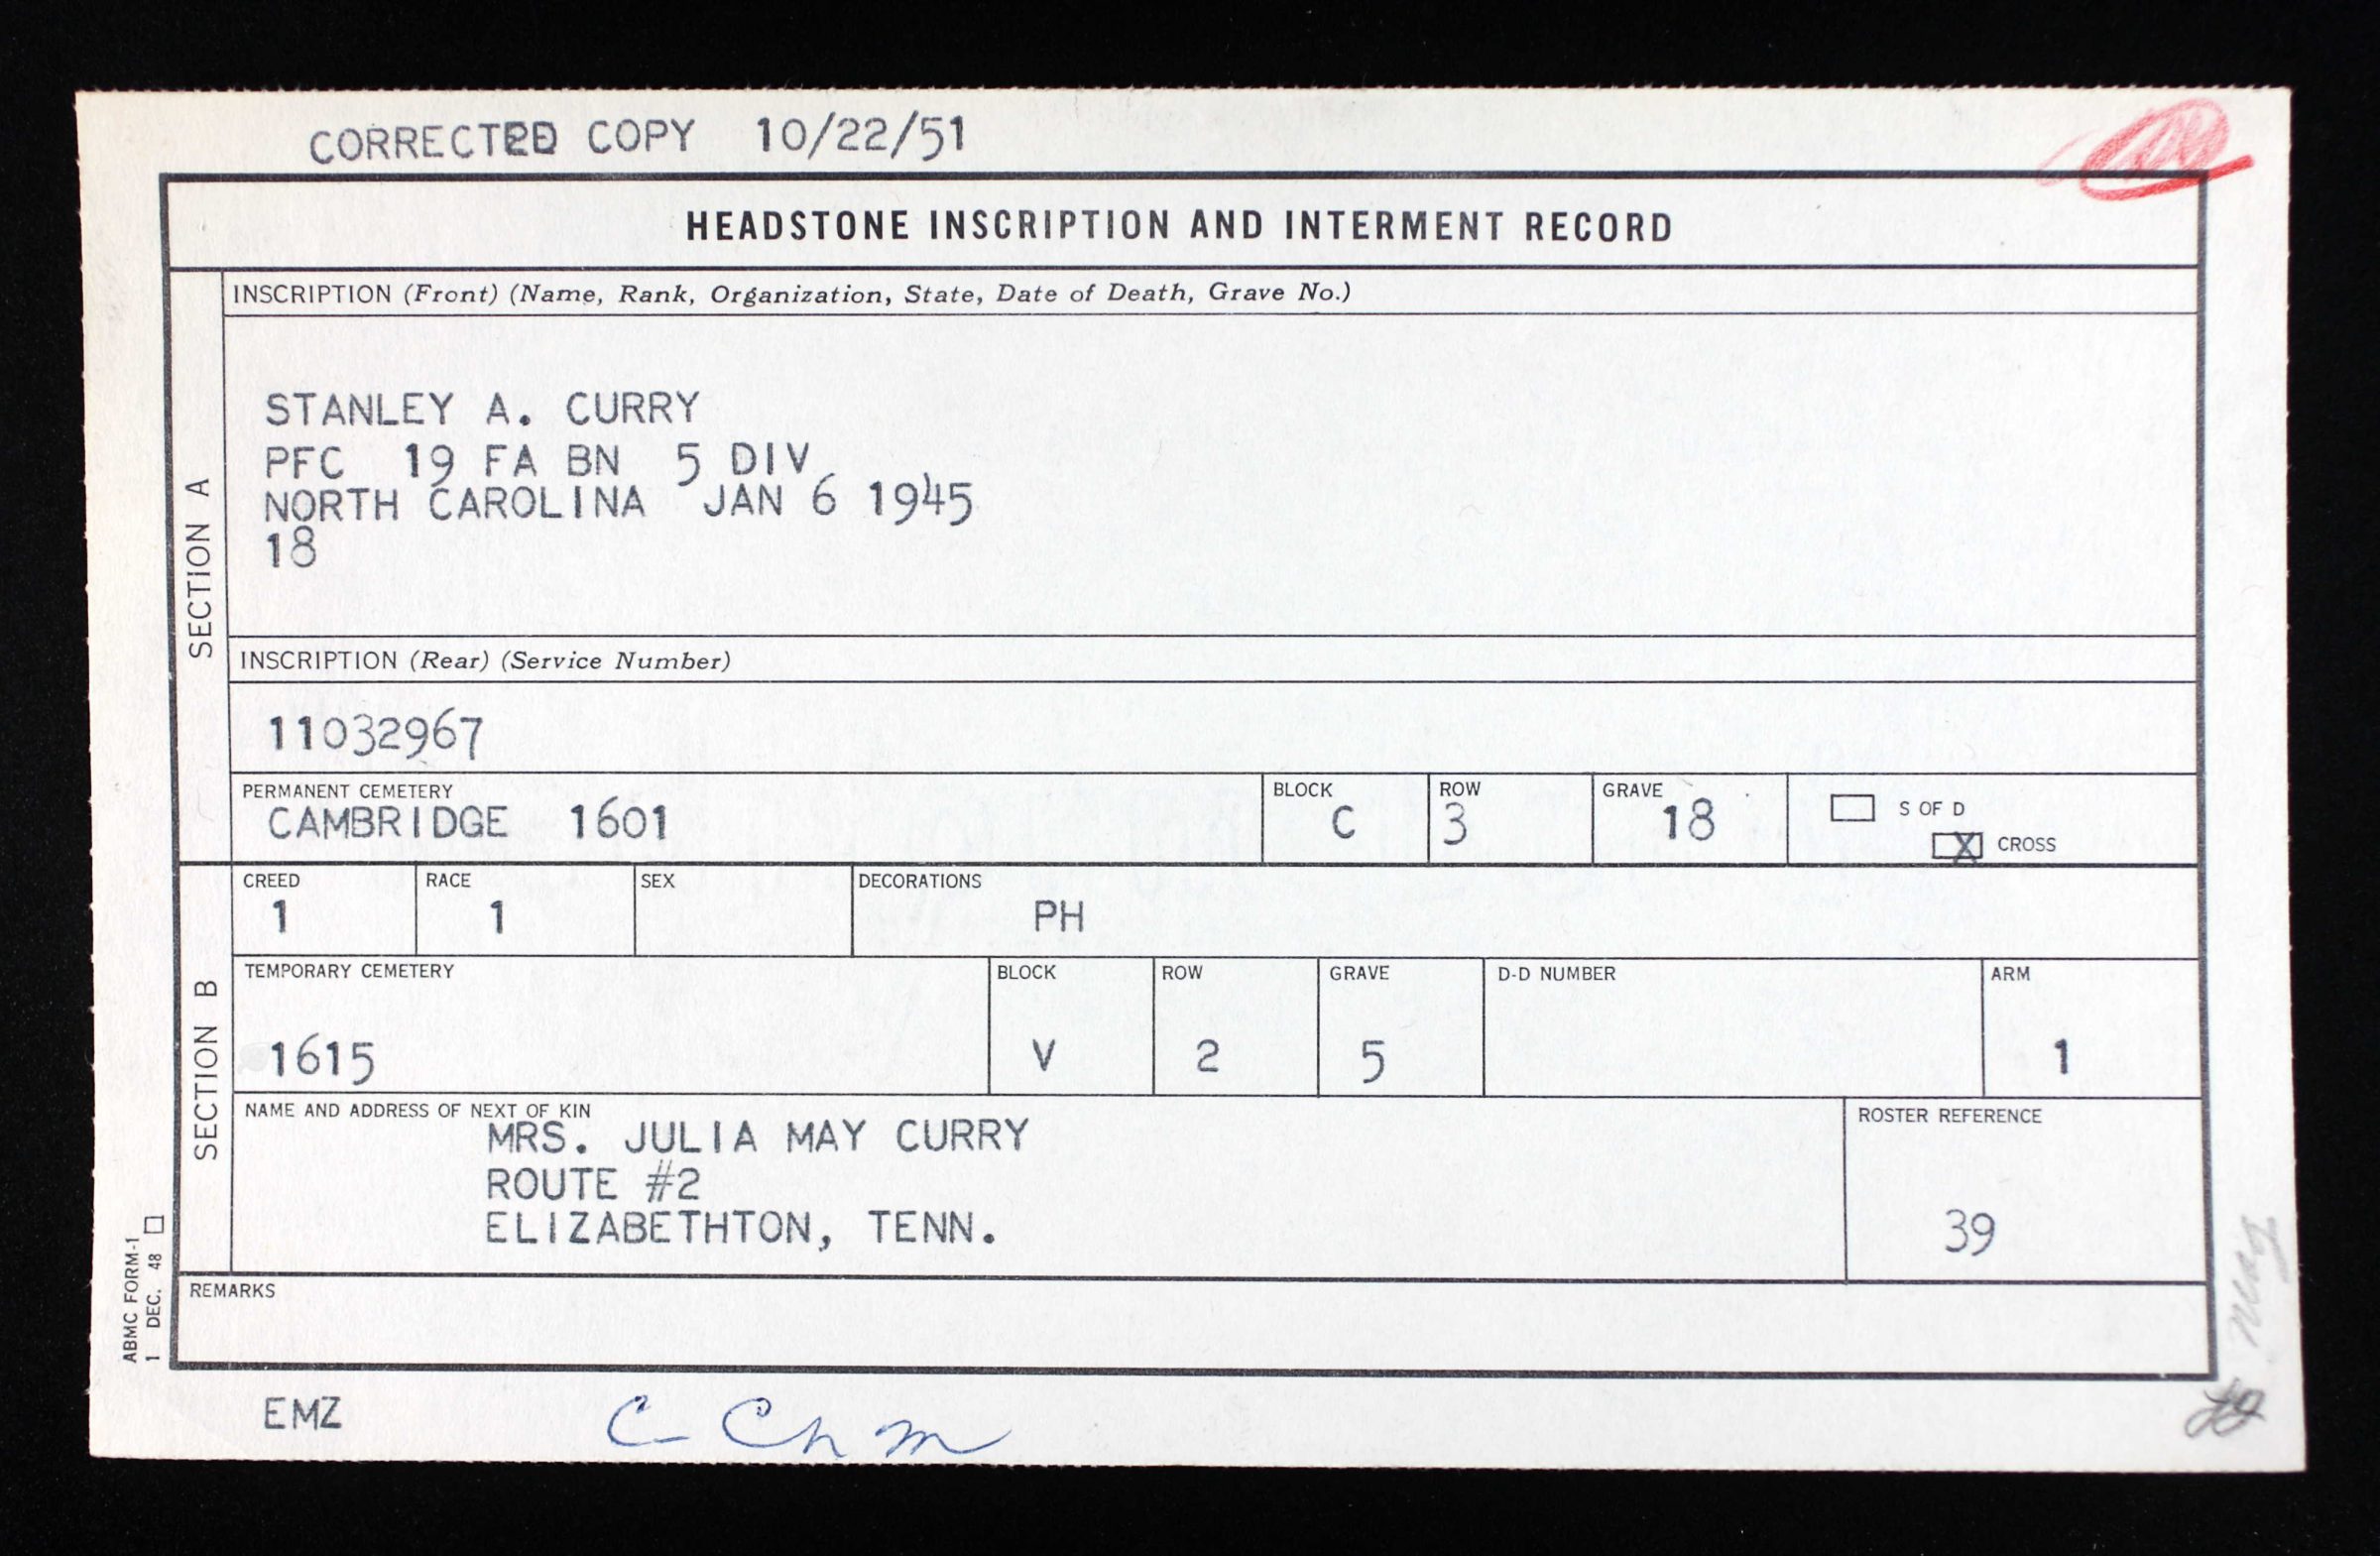 CORRECTED COPY 10/22/51
HEADSTONE INSCRIPTION AND INTERMENT RECORD
SECTION A
INSCRIPTION (Front) (Name, Rank, Organization, State, Date of Death, Grave No.)
STANLEY A. CURRY
PFC 19 FA BN 5 DIV
NORTH CAROLINA JAN 6 1945
18
INSCRIPTION (Rear) (Service Number)
11032967
PERMANENT CEMETERY BLOCK ROW GRAVE
CAMBRIDGE 1601 C 3 18
S OF D
X CROSS
SECTION B
CREED RACE SEX DECORATIONS
1 1 PH
TEMPORARY CEMETERY BLOCK ROW GRAVE D-D NUMBER ARM
1615 V 2 5 1
NAME AND ADDRESS OF NEXT OF KIN ROSTER REFERENCE
MRS. JULIA MAY CURRY
ROUTE #2
ELIZABETHTON, TENN.
39
REMARKS
ABMC FORM-1
1 DEC. 48
EMZ